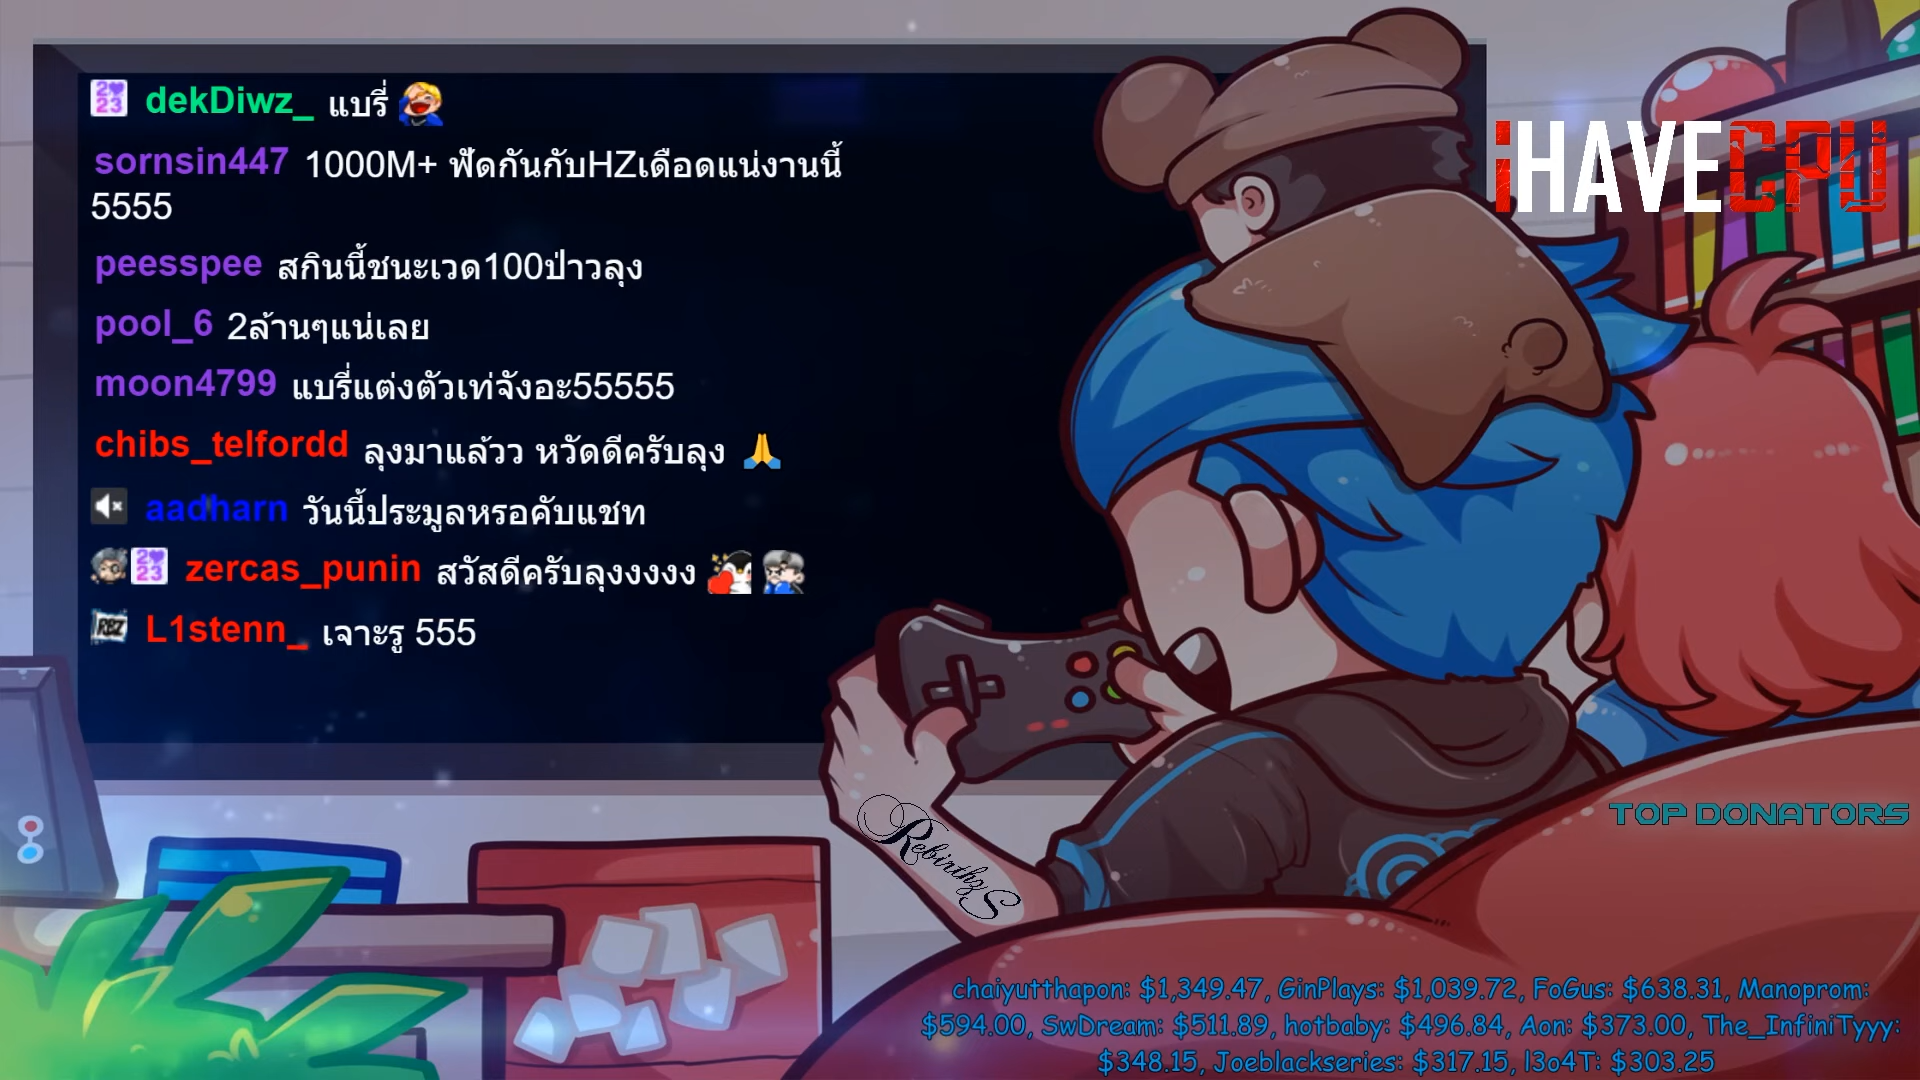 dekDiwz_ แบรี่
sornsin447 1000M+ ฟัดกันกับHZเดือดแน่งานนี้
5555
peesspee สกินนี้ชนะเวด100ป่าวลุง
pool_6 2ล้านๆแน่เลย
moon4799 แบรี่แต่งตัวเท่จังอะ55555
chibs_telfordd ลุงมาแล้วว หวัดดีครับลุง 🙏
aadharn วันนี้ประมูลหรอคับแชท
zercas_punin สวัสดีครับลุงงงงง
L1stenn_ เจาะรู 555
iHAVECPU
RebirthzS
TOP DONATORS
chaiyutthapon: $1,349.47, GinPlays: $1,039.72, FoGus: $638.31, Manoprom:
$594.00, SwDream: $511.89, hotbaby: $496.84, Aon: $373.00, The_InfiniTyyy:
$348.15, Joeblackseries: $317.15, l3o4T: $303.25